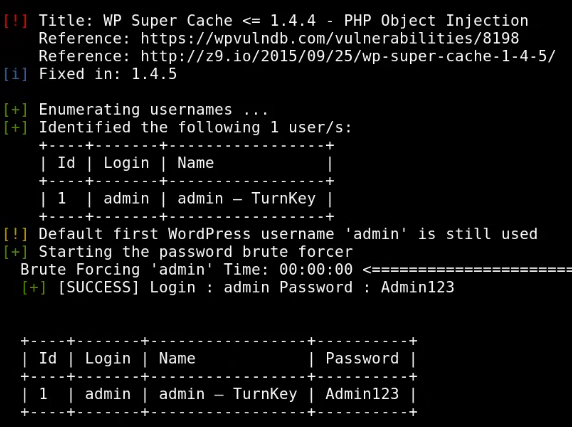 [!] Title: WP Super Cache <= 1.4.4 - PHP Object Injection
    Reference: https://wpvulndb.com/vulnerabilities/8198
    Reference: http://z9.io/2015/09/25/wp-super-cache-1-4-5/
[i] Fixed in: 1.4.5

[+] Enumerating usernames ...
[+] Identified the following 1 user/s:
    +----+-------+-----------------+
    | Id | Login | Name            |
    +----+-------+-----------------+
    | 1  | admin | admin – TurnKey |
    +----+-------+-----------------+
[!] Default first WordPress username 'admin' is still used
[+] Starting the password brute forcer
  Brute Forcing 'admin' Time: 00:00:00 <======================
  [+] [SUCCESS] Login : admin Password : Admin123


  +----+-------+-----------------+----------+
  | Id | Login | Name            | Password |
  +----+-------+-----------------+----------+
  | 1  | admin | admin – TurnKey | Admin123 |
  +----+-------+-----------------+----------+